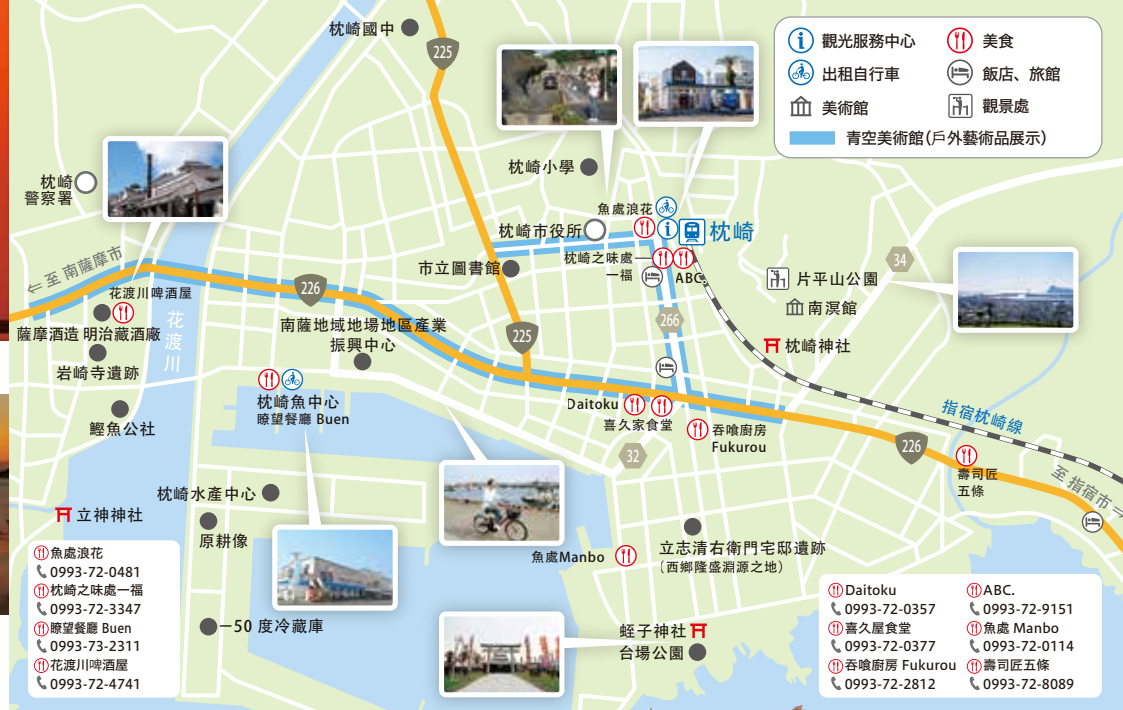 枕崎國中
225
觀光服務中心
美食
出租自行車
飯店、旅館
美術館
觀景處
青空美術館(戶外藝術品展示)
枕崎
警察署
枕崎小學
魚處浪花
枕崎市役所
枕崎
枕崎之味處
一福
ABC.
市立圖書館
← 至 南薩摩市
34
片平山公園
南溟館
花渡川啤酒屋
226
薩摩酒造 明治藏酒廠
花渡川
南薩地域地場地區產業
振興中心
225
266
枕崎神社
岩崎寺遺跡
枕崎魚中心
瞭望餐廳 Buen
鰹魚公社
Daitoku
喜久家食堂
吞喰廚房
Fukurou
指宿枕崎線
32
226
壽司匠
五條
至 指宿市 →
枕崎水產中心
立神神社
原耕像
魚處Manbo
立志清右衛門宅邸遺跡
(西鄉隆盛淵源之地)
−50 度冷藏庫
蛭子神社
台場公園
魚處浪花
0993-72-0481
枕崎之味處一福
0993-72-3347
瞭望餐廳 Buen
0993-73-2311
花渡川啤酒屋
0993-72-4741
Daitoku
0993-72-0357
喜久屋食堂
0993-72-0377
吞喰廚房 Fukurou
0993-72-2812
ABC.
0993-72-9151
魚處 Manbo
0993-72-0114
壽司匠五條
0993-72-8089